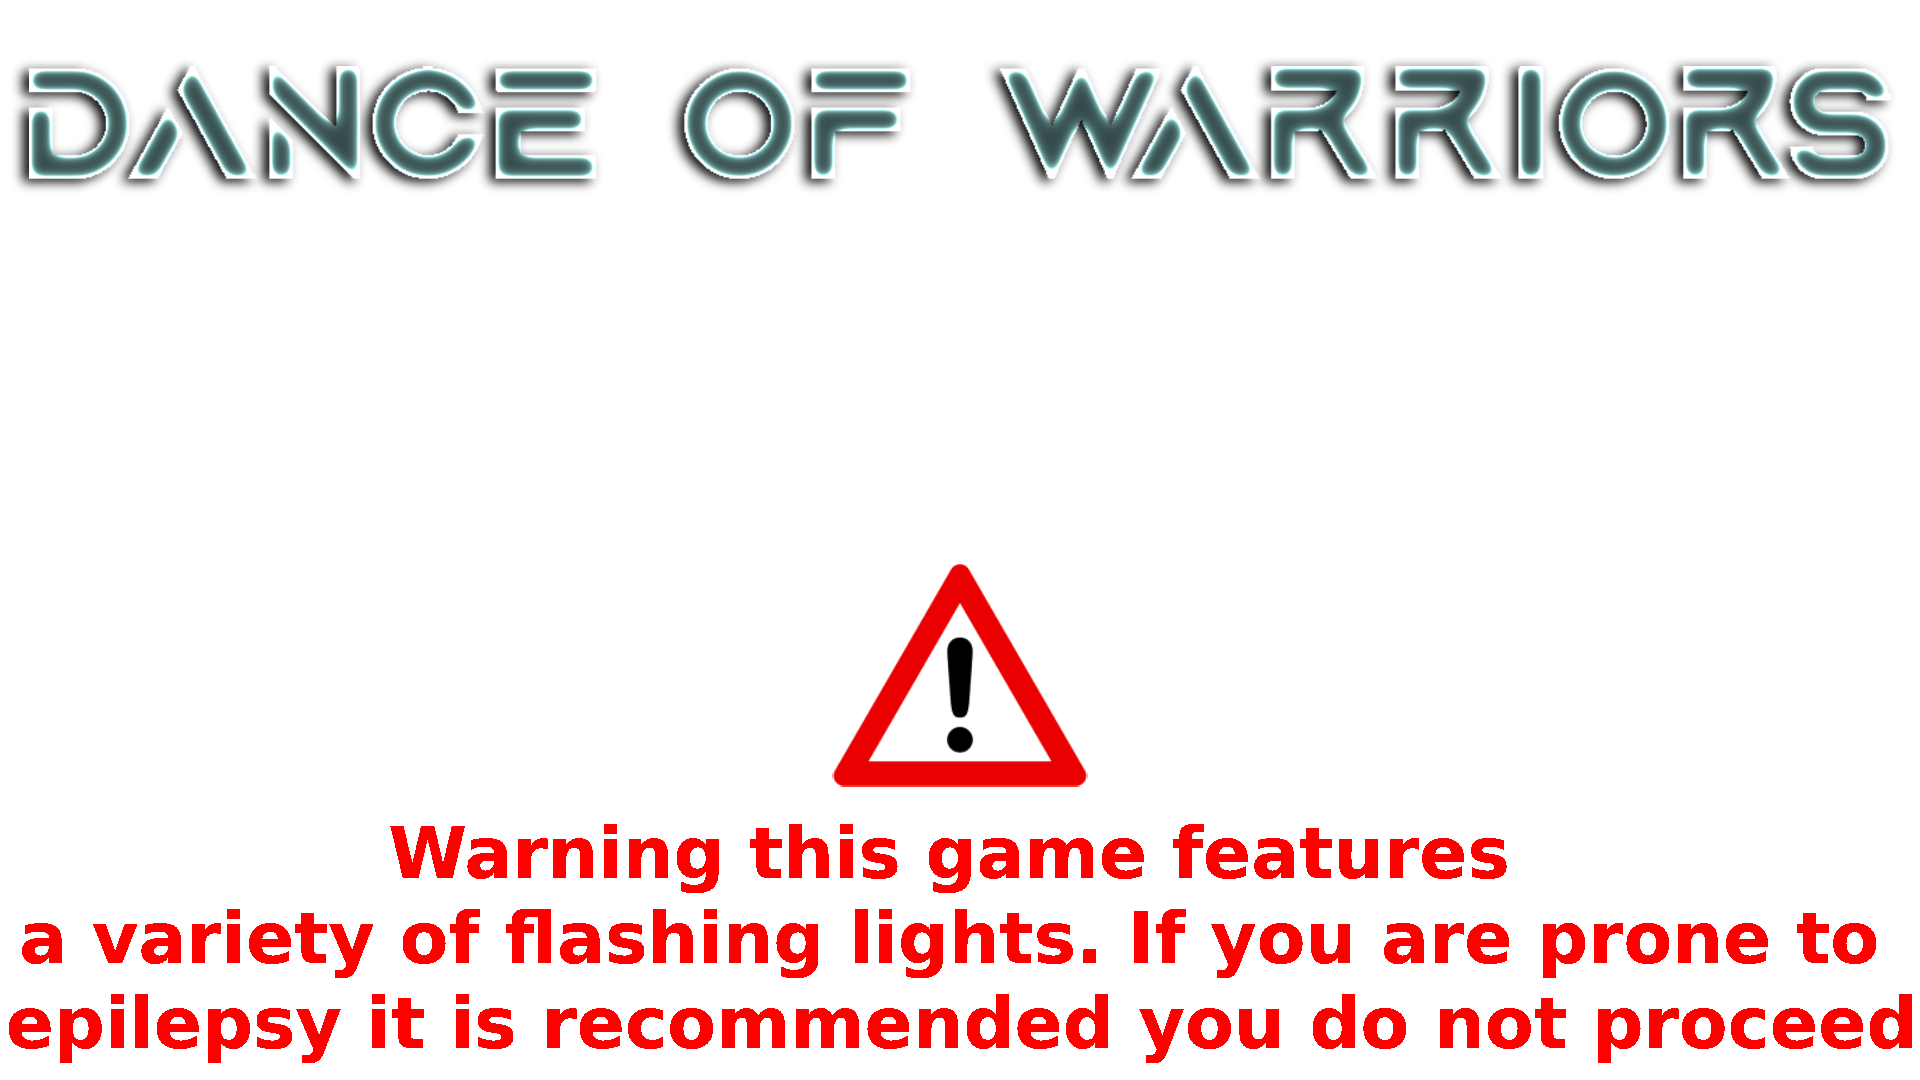 DANCE OF WARRIORS
Warning this game features
a variety of flashing lights. If you are prone to
epilepsy it is recommended you do not proceed